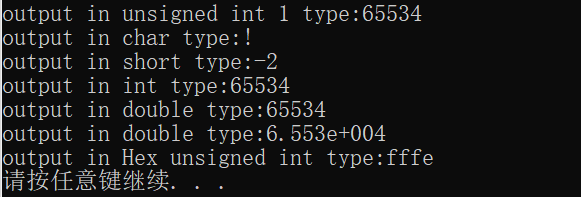 output in unsigned int 1 type:65534
output in char type:!
output in short type:-2
output in int type:65534
output in double type:65534
output in double type:6.553e+004
output in Hex unsigned int type:fffe
请按任意键继续. . .